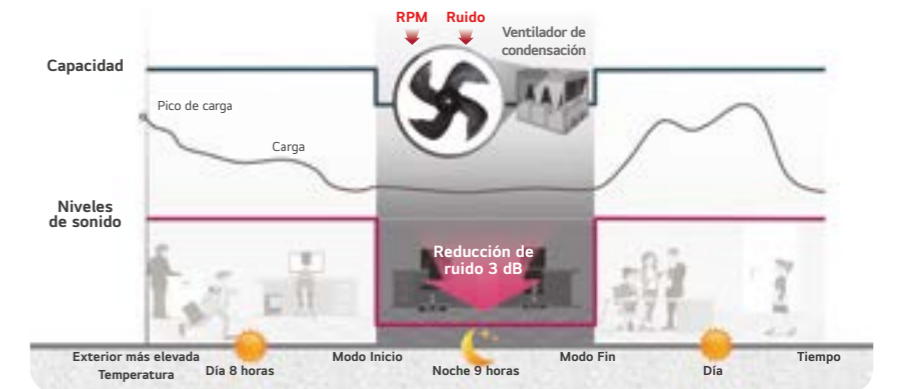 RPM Ruido
Ventilador de
condensación
Capacidad
Pico de carga
Carga
Niveles
de sonido
Reducción de
ruido 3 dB
Exterior más elevada
Temperatura
Día 8 horas
Modo Inicio
Noche 9 horas
Modo Fin
Día
Tiempo